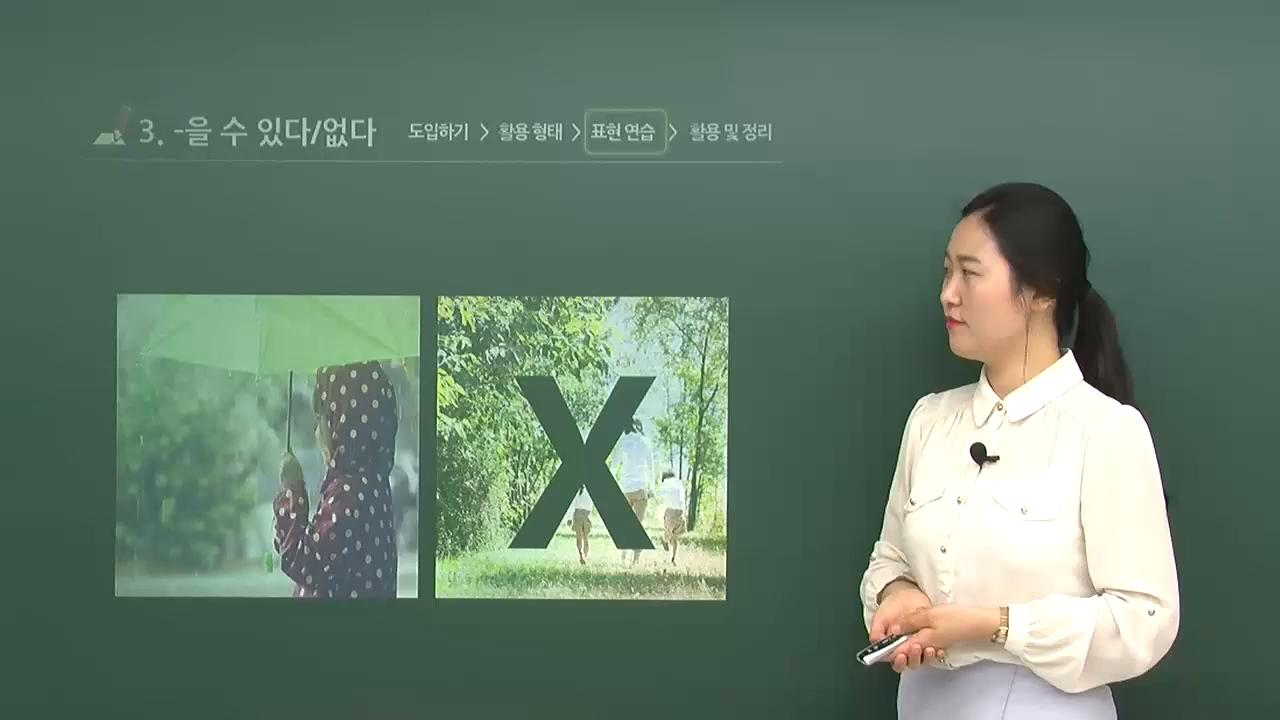 3. -을 수 있다/없다 도입하기 > 활용 형태 > 표현 연습 > 활용 및 정리
X